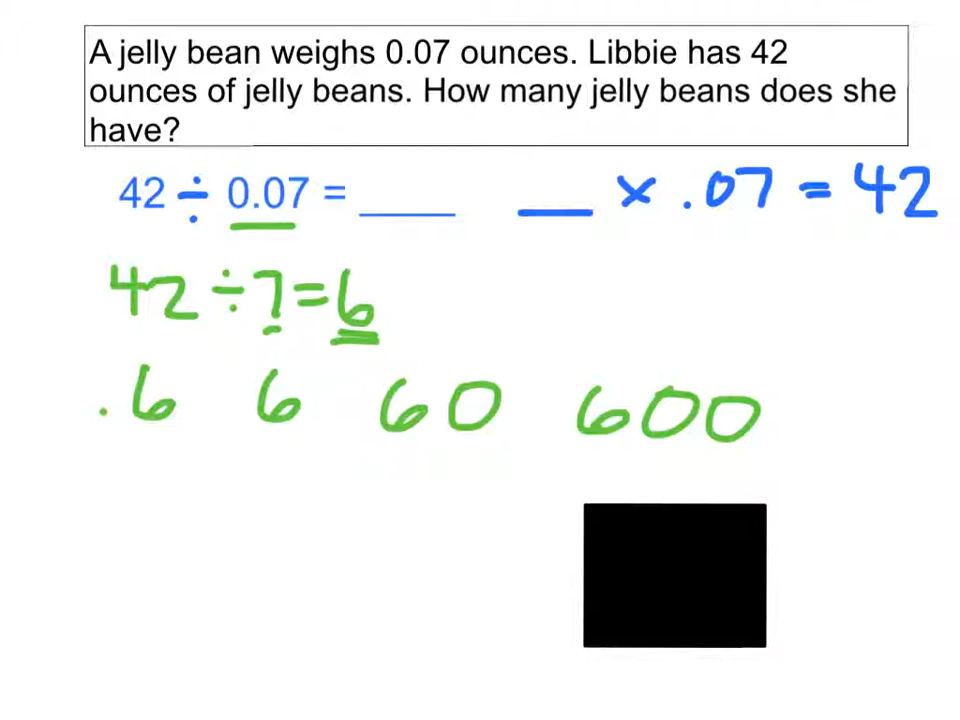 A jelly bean weighs 0.07 ounces. Libbie has 42
ounces of jelly beans. How many jelly beans does she
have?
42 ÷ 0.07 = ____ __ × .07 = 42
42 ÷ 7 = 6
.6 6 60 600